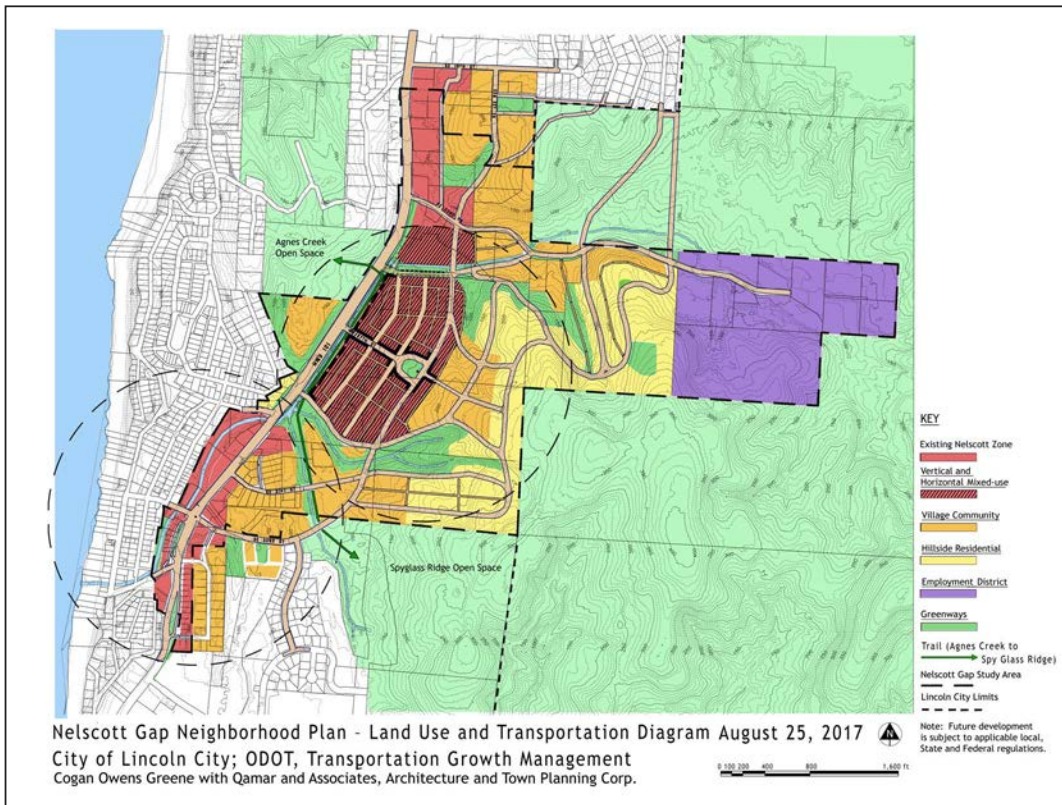 Agnes Creek
Open Space
HWY 101
Spyglass Ridge Open Space
KEY
Existing Nelscott Zone
Vertical and
Horizontal Mixed-use
Village Community
Hillside Residential
Employment District
Greenways
Trail (Agnes Creek to
Spy Glass Ridge)
Nelscott Gap Study Area
Lincoln City Limits
Note: Future development
is subject to applicable local,
State and Federal regulations.
Nelscott Gap Neighborhood Plan - Land Use and Transportation Diagram August 25, 2017
N
City of Lincoln City; ODOT, Transportation Growth Management
Cogan Owens Greene with Qamar and Associates, Architecture and Town Planning Corp.
0 100 200 400 800 1,600 ft